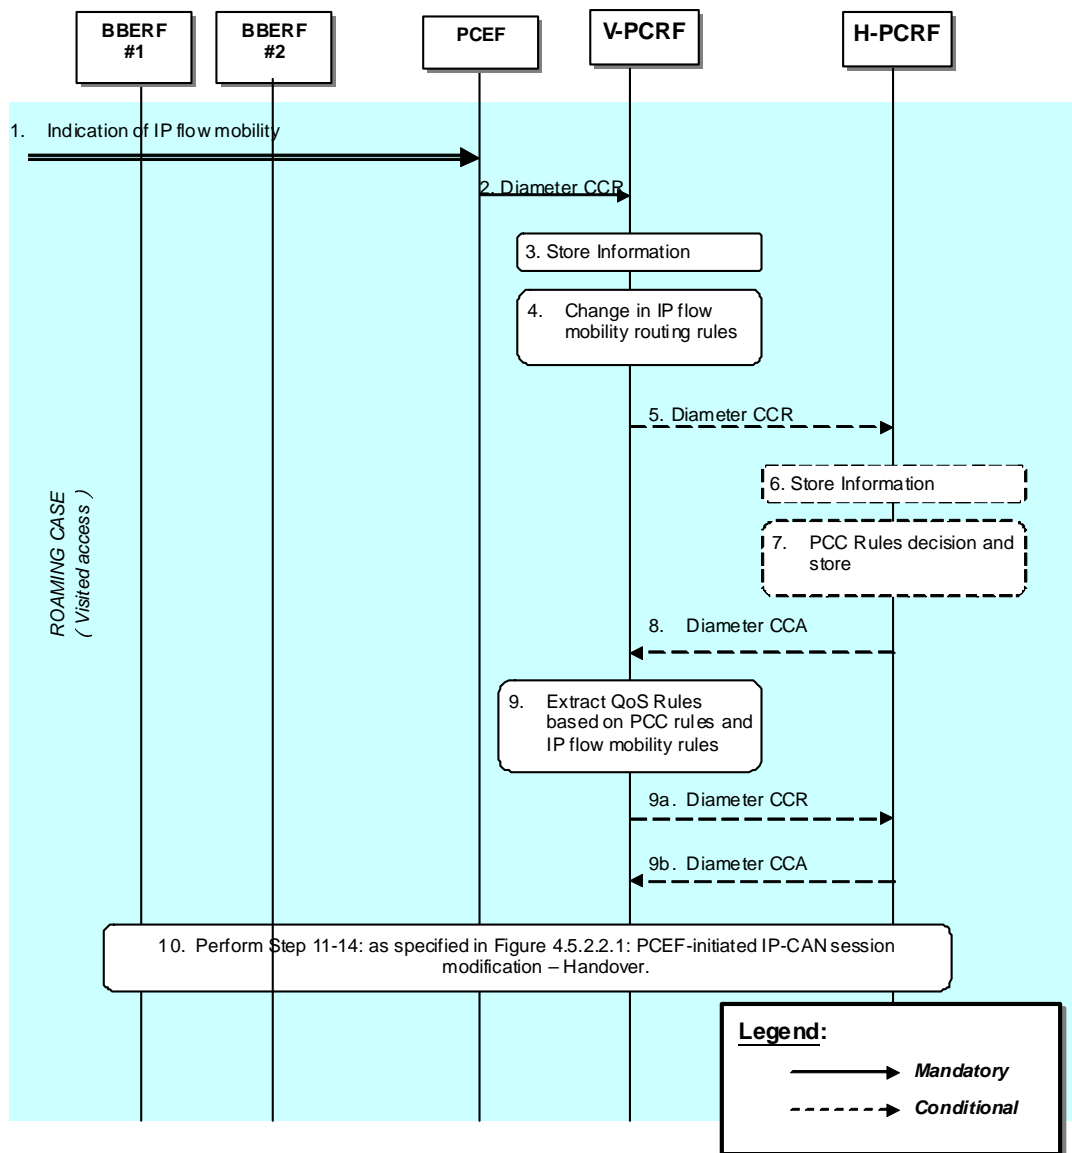 BBERF
#1
BBERF
#2
PCEF
V-PCRF
H-PCRF
1. Indication of IP flow mobility
2. Diameter CCR
3. Store Information
4. Change in IP flow
mobility routing rules
5. Diameter CCR
6. Store Information
7. PCC Rules decision and
store
ROAMING CASE
( Visited access )
8. Diameter CCA
9. Extract QoS Rules
based on PCC rules and
IP flow mobility rules
9a. Diameter CCR
9b. Diameter CCA
10. Perform Step 11-14: as specified in Figure 4.5.2.2.1: PCEF-initiated IP-CAN session
modification – Handover.
Legend:
Mandatory
Conditional